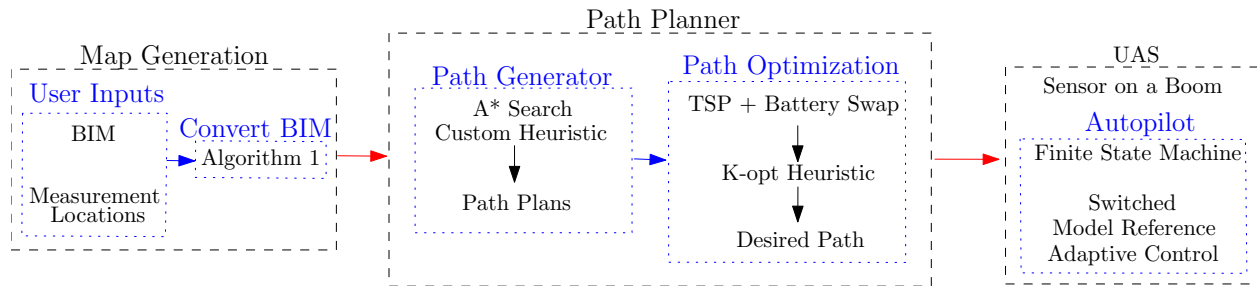 Map Generation
User Inputs
BIM
Measurement
Locations
Convert BIM
Algorithm 1
Path Planner
Path Generator
A* Search
Custom Heuristic
Path Plans
Path Optimization
TSP + Battery Swap
K-opt Heuristic
Desired Path
UAS
Sensor on a Boom
Autopilot
Finite State Machine
Switched
Model Reference
Adaptive Control